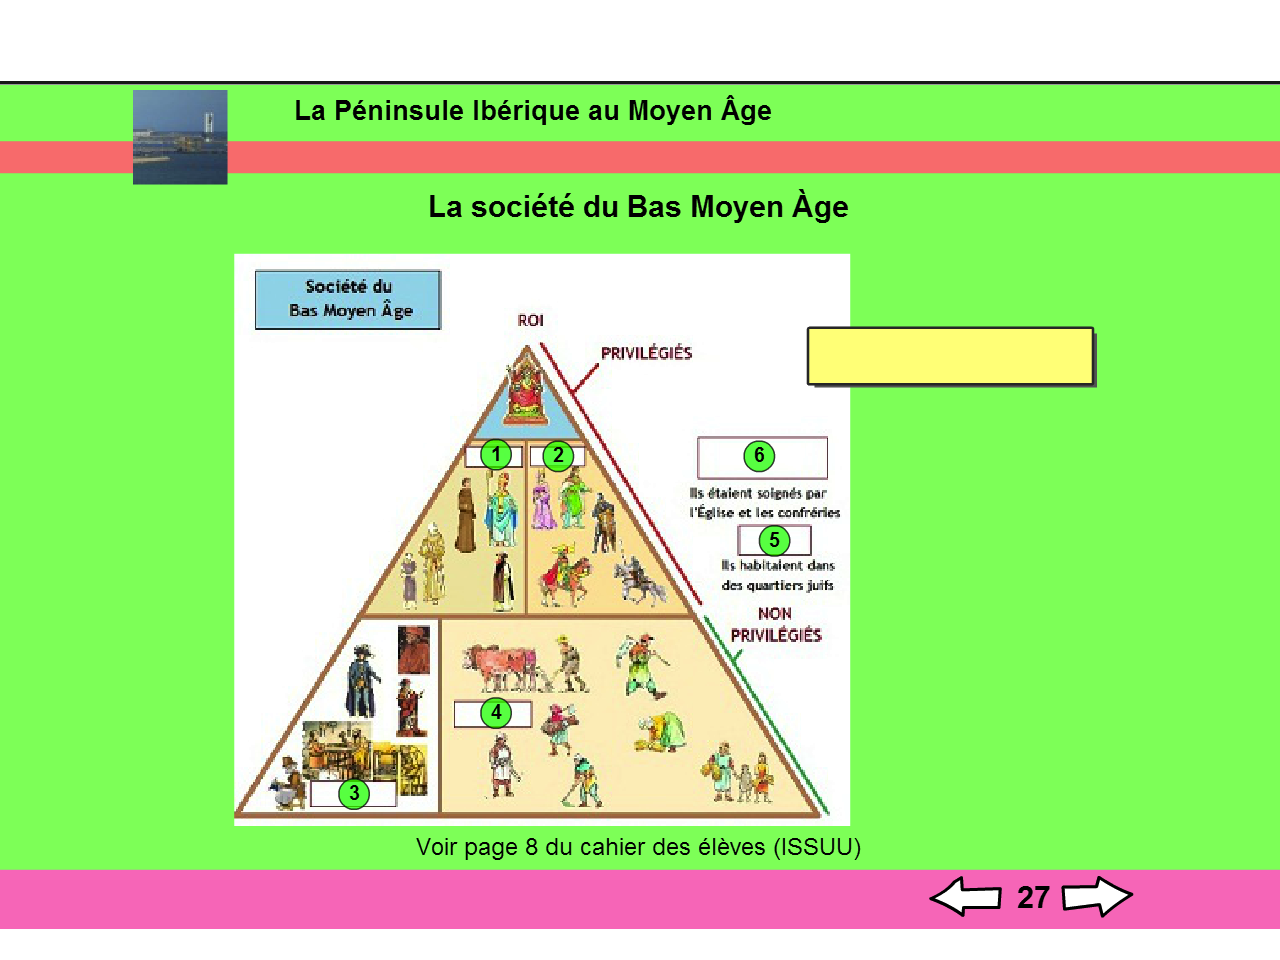 La Péninsule Ibérique au Moyen Âge
La société du Bas Moyen Àge
Société du
Bas Moyen Âge
ROI
PRIVILÉGIÉS
1
2
6
Ils étaient soignés par
l'Église et les confréries
5
Ils habitaient dans
des quartiers juifs
NON
PRIVILÉGIÉS
4
3
Voir page 8 du cahier des élèves (ISSUU)
27